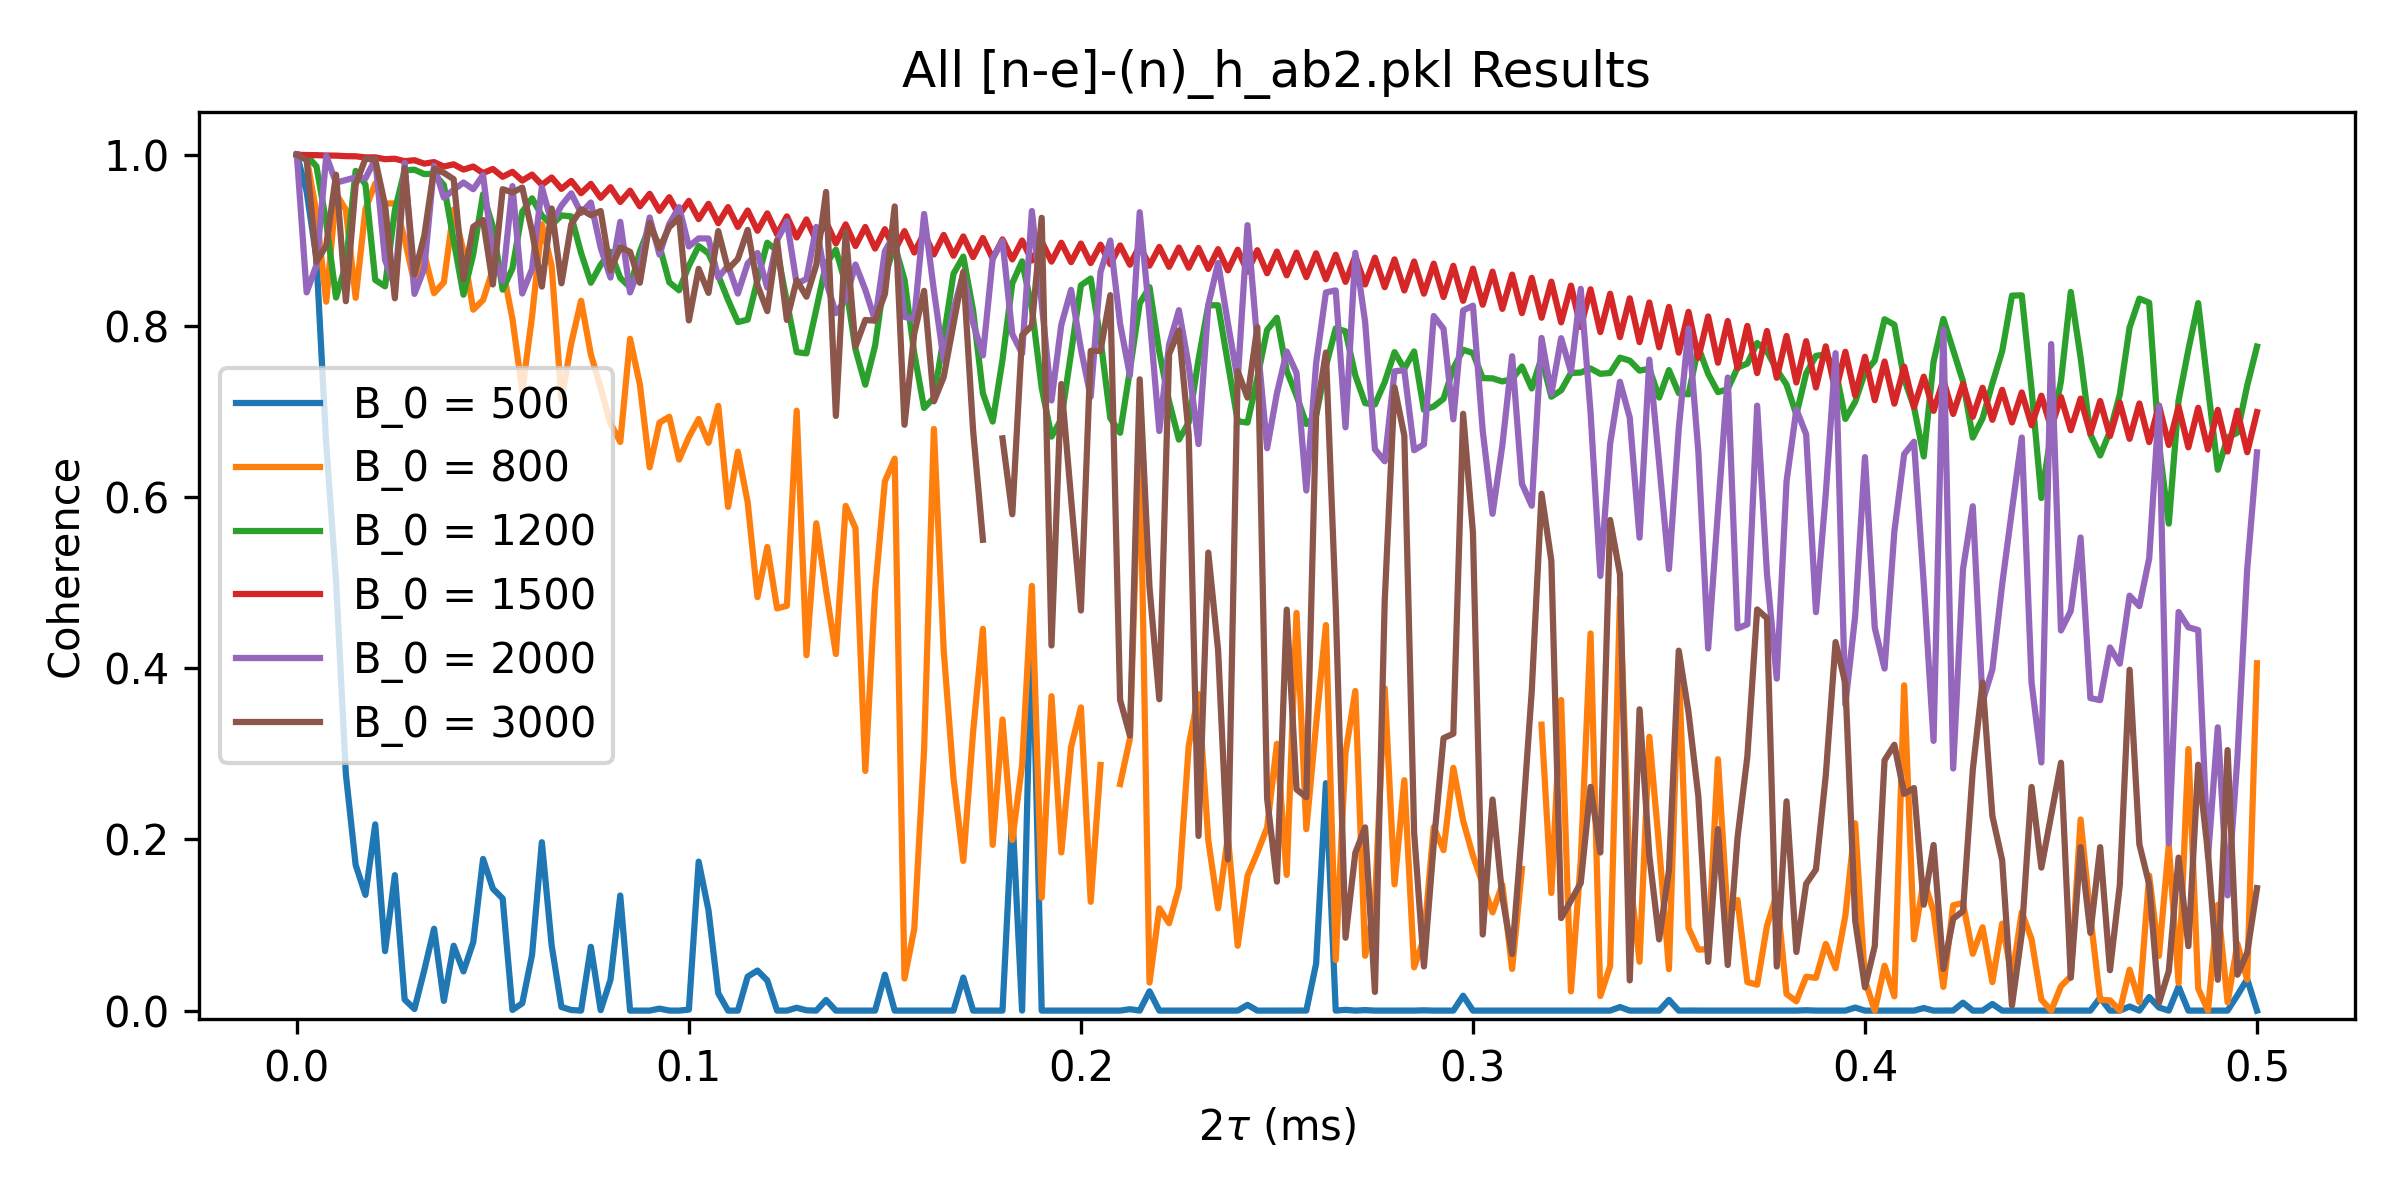 All [n-e]-(n)_h_ab2.pkl Results
Coherence
1.0
0.8
0.6
0.4
0.2
0.0
B_0 = 500
B_0 = 800
B_0 = 1200
B_0 = 1500
B_0 = 2000
B_0 = 3000
0.0 0.1 0.2 0.3 0.4 0.5
2τ (ms)